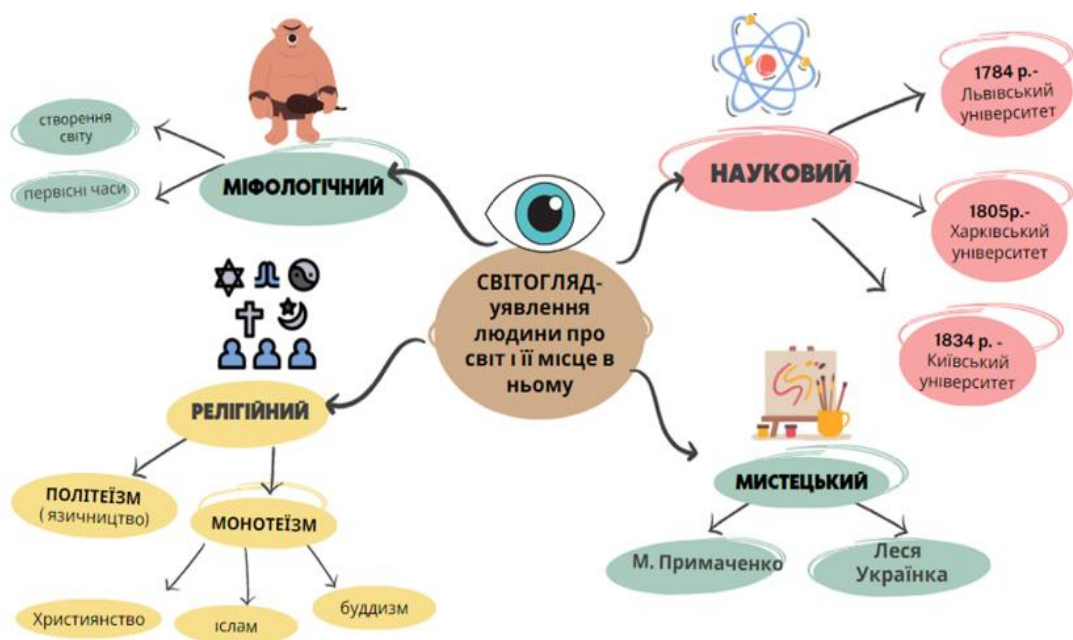 СВІТОГЛЯД-
уявлення
людини про
світ і її місце в
ньому
МІФОЛОГІЧНИЙ
створення
світу
первісні часи
НАУКОВИЙ
1784 р.-
Львівський
університет
1805р.-
Харківський
університет
1834 р. -
Київський
університет
РЕЛІГІЙНИЙ
ПОЛІТЕЇЗМ
( язичництво)
МОНОТЕЇЗМ
Християнство
іслам
буддизм
МИСТЕЦЬКИЙ
М. Примаченко
Леся
Українка